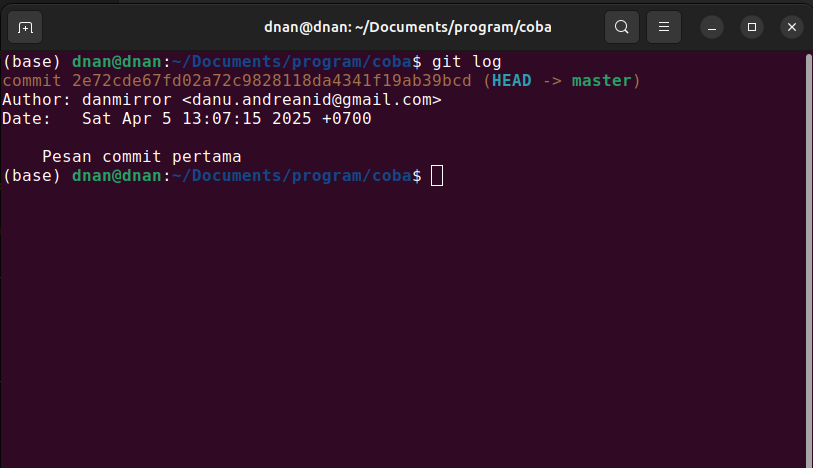 dnan@dnan: ~/Documents/program/coba
(base) dnan@dnan:~/Documents/program/coba$ git log
commit 2e72cde67fd02a72c9828118da4341f19ab39bcd (HEAD -> master)
Author: danmirror <danu.andreanid@gmail.com>
Date:   Sat Apr 5 13:07:15 2025 +0700
    Pesan commit pertama
(base) dnan@dnan:~/Documents/program/coba$